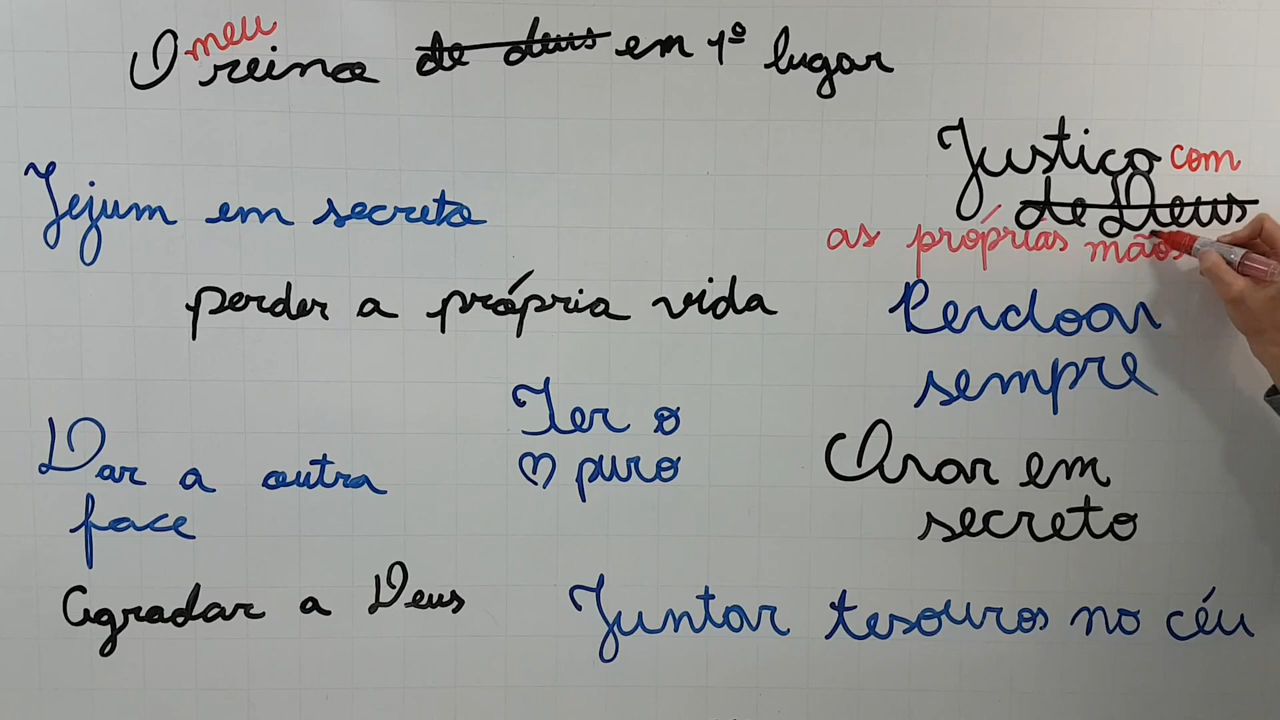 O meu reino de deus em 1º lugar
Justiça com
de Deus
as próprias mãos
Jejum em secreto
perder a própria vida
Perdoar
sempre
Ter o
puro
Dar a outra
face
Orar em
secreto
Agradar a Deus
Juntar tesouros no céu